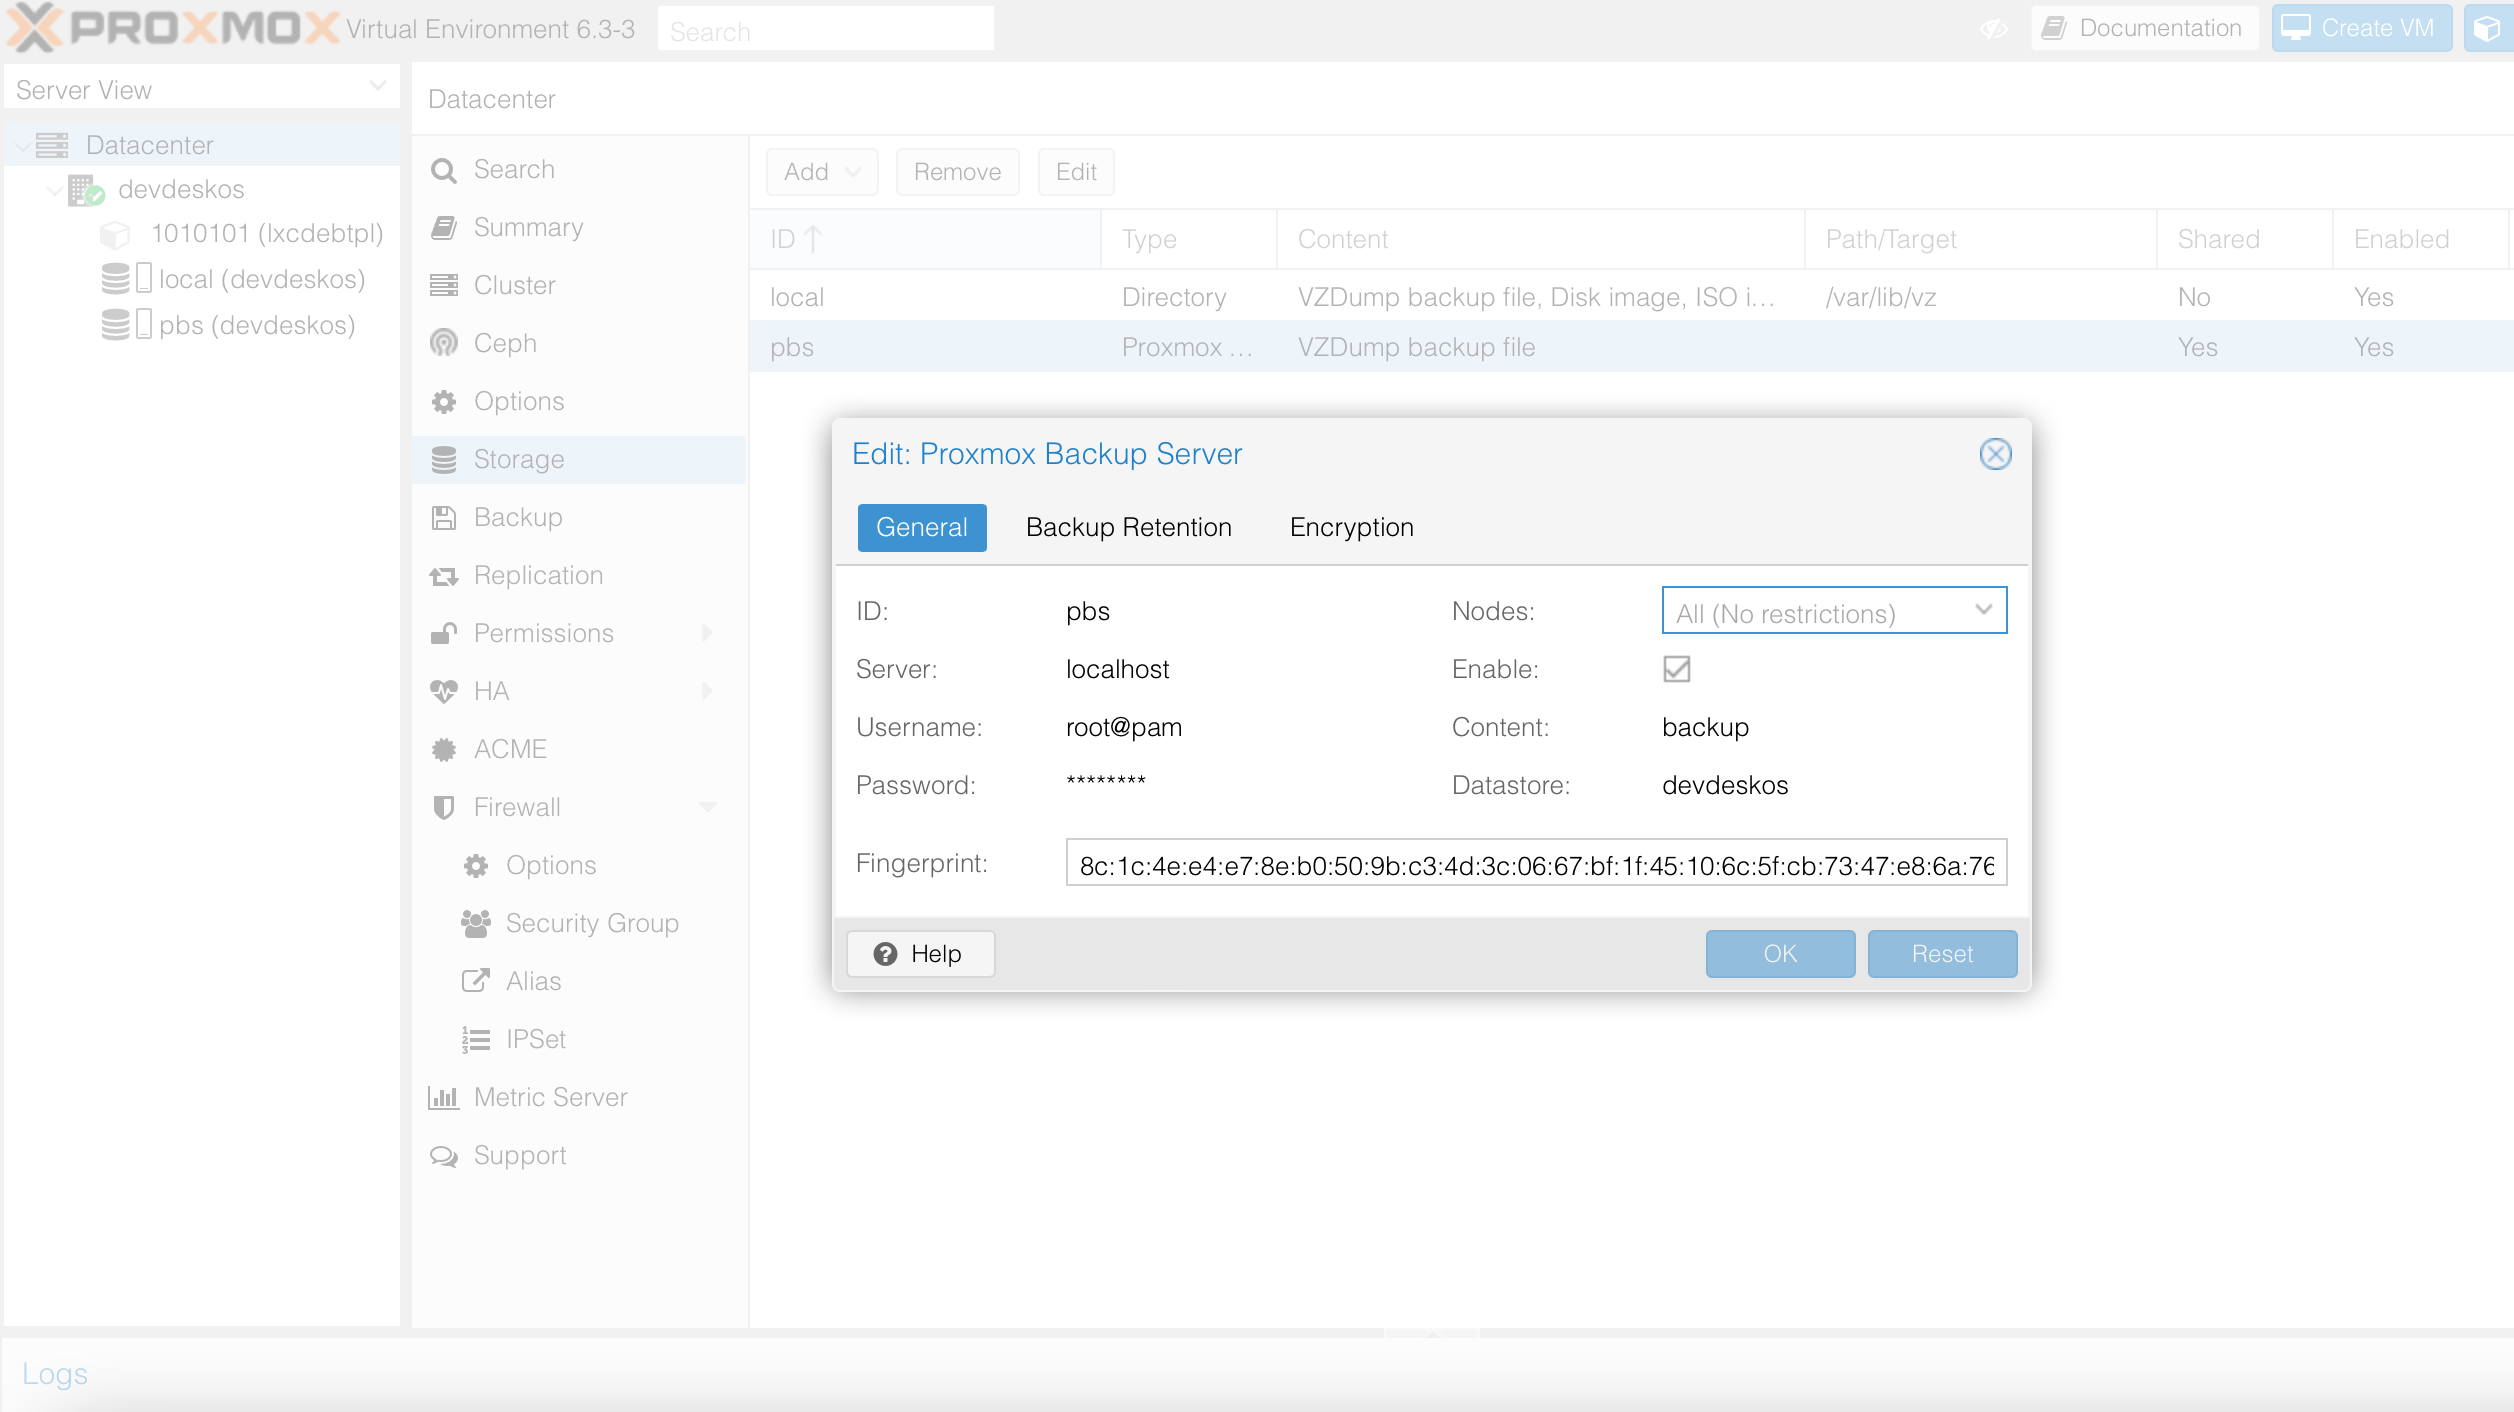 PROXMOX Virtual Environment 6.3-3
Search
Documentation
Create VM
Server View
Datacenter
devdeskos
1010101 (lxcdebtpl)
local (devdeskos)
pbs (devdeskos)
Datacenter
Search
Summary
Cluster
Ceph
Options
Storage
Backup
Replication
Permissions
HA
ACME
Firewall
Options
Security Group
Alias
IPSet
Metric Server
Support
Add
Remove
Edit
ID Type Content Path/Target Shared Enabled
local Directory VZDump backup file, Disk image, ISO i... /var/lib/vz No Yes
pbs Proxmox ... VZDump backup file Yes Yes
Edit: Proxmox Backup Server
General Backup Retention Encryption
ID: pbs Nodes: All (No restrictions)
Server: localhost Enable:
Username: root@pam Content: backup
Password: ******** Datastore: devdeskos
Fingerprint: 8c:1c:4e:e4:e7:8e:b0:50:9b:c3:4d:3c:06:67:bf:1f:45:10:6c:5f:cb:73:47:e8:6a:76
Help OK Reset
Logs